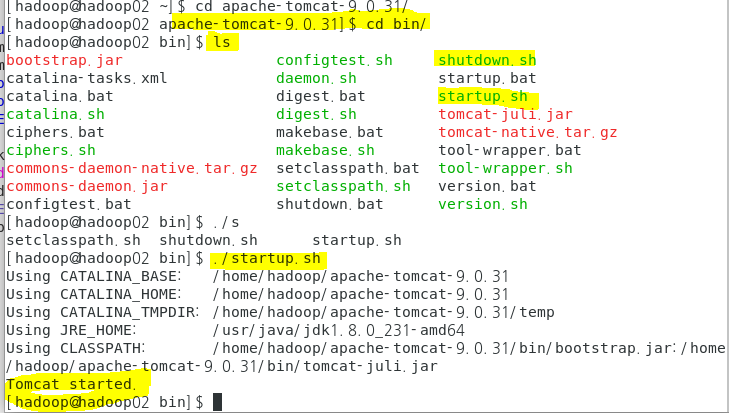 [hadoop@hadoop02 ~]$ cd apache-tomcat-9.0.31/
[hadoop@hadoop02 apache-tomcat-9.0.31]$ cd bin/
[hadoop@hadoop02 bin]$ ls
bootstrap.jar configtest.sh shutdown.sh
catalina-tasks.xml daemon.sh startup.bat
catalina.bat digest.bat startup.sh
catalina.sh digest.sh tomcat-juli.jar
ciphers.bat makebase.bat tomcat-native.tar.gz
ciphers.sh makebase.sh tool-wrapper.bat
commons-daemon-native.tar.gz setclasspath.bat tool-wrapper.sh
commons-daemon.jar setclasspath.sh version.bat
configtest.bat shutdown.bat version.sh
[hadoop@hadoop02 bin]$ ./s
setclasspath.sh shutdown.sh startup.sh
[hadoop@hadoop02 bin]$ ./startup.sh
Using CATALINA_BASE: /home/hadoop/apache-tomcat-9.0.31
Using CATALINA_HOME: /home/hadoop/apache-tomcat-9.0.31
Using CATALINA_TMPDIR: /home/hadoop/apache-tomcat-9.0.31/temp
Using JRE_HOME: /usr/java/jdk1.8.0_231-amd64
Using CLASSPATH: /home/hadoop/apache-tomcat-9.0.31/bin/bootstrap.jar:/home
/hadoop/apache-tomcat-9.0.31/bin/tomcat-juli.jar
Tomcat started.
[hadoop@hadoop02 bin]$